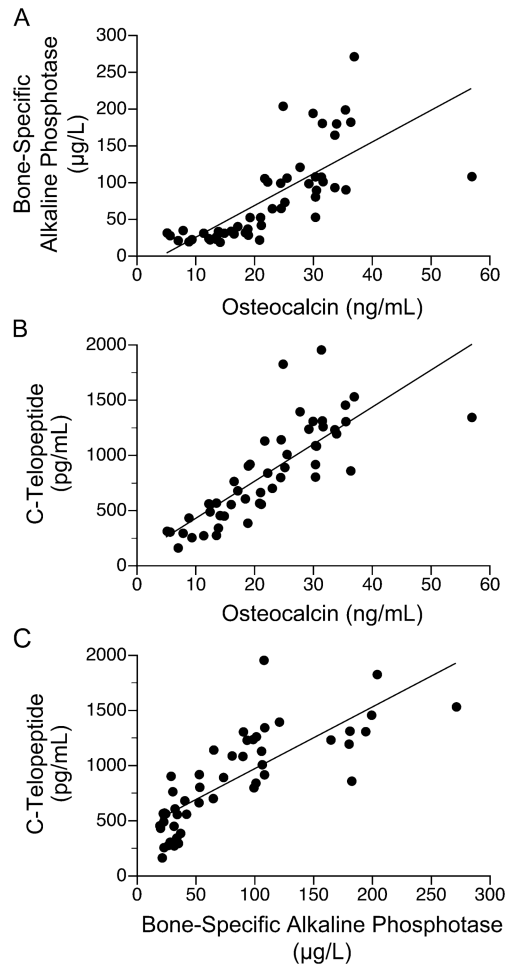 A
Bone-Specific
Alkaline Phosphotase
(µg/L)
300
250
200
150
100
50
0
0 10 20 30 40 50 60
Osteocalcin (ng/mL)
B
C-Telopeptide
(pg/mL)
2000
1500
1000
500
0
0 10 20 30 40 50 60
Osteocalcin (ng/mL)
C
C-Telopeptide
(pg/mL)
2000
1500
1000
500
0
0 50 100 150 200 250 300
Bone-Specific Alkaline Phosphotase
(µg/L)